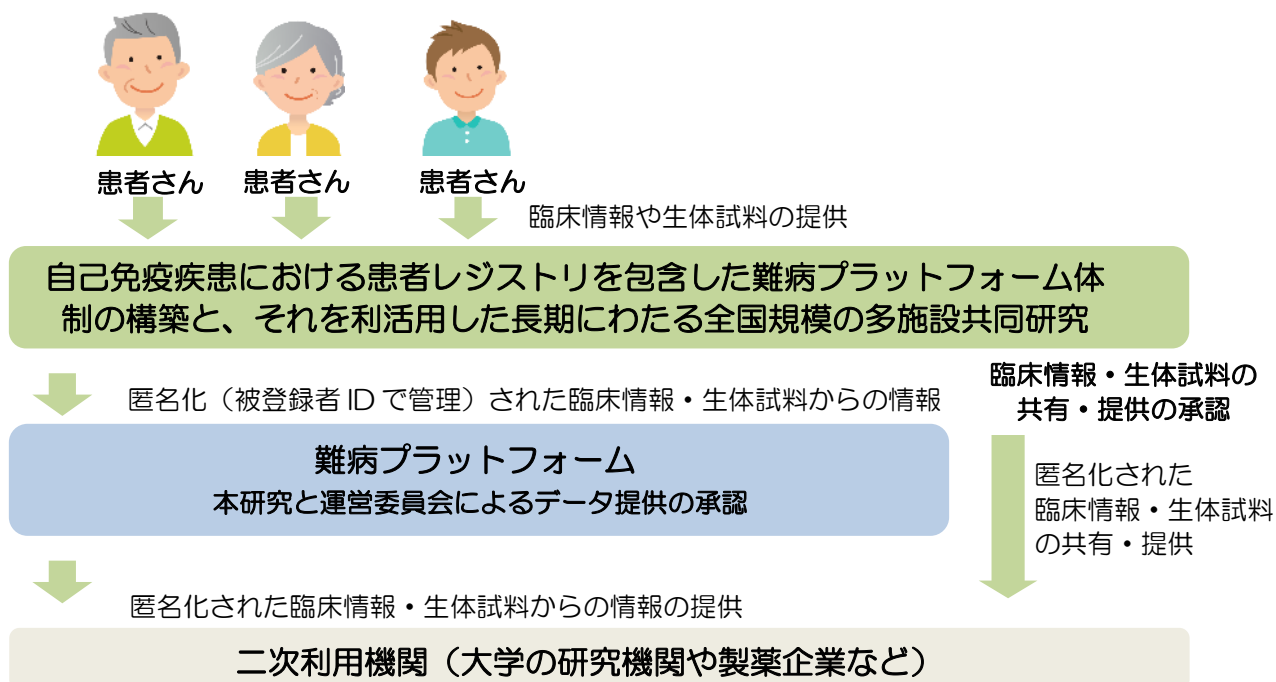 患者さん 患者さん 患者さん
臨床情報や生体試料の提供
自己免疫疾患における患者レジストリを包含した難病プラットフォーム体
制の構築と、それを利活用した長期にわたる全国規模の多施設共同研究
匿名化（被登録者 ID で管理）された臨床情報・生体試料からの情報
難病プラットフォーム
本研究と運営委員会によるデータ提供の承認
臨床情報・生体試料の
共有・提供の承認
匿名化された
臨床情報・生体試料
の共有・提供
匿名化された臨床情報・生体試料からの情報の提供
二次利用機関（大学の研究機関や製薬企業など）